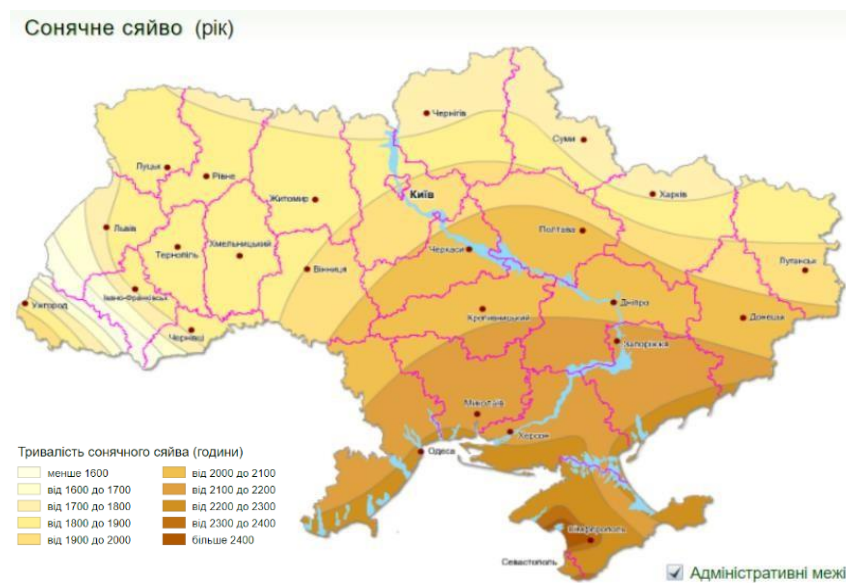 Сонячне сяйво (рік)
Чернігів
Суми
Луцьк
Рівне
Київ
Харків
Житомир
Львів
Полтава
Хмельницький
Черкаси
Тернопіль
Вінниця
Луганськ
Івано-Франківськ
Ужгород
Дніпро
Кропивницький
Донецьк
Чернівці
Запоріжжя
Миколаїв
Херсон
Одеса
Тривалість сонячного сяйва (години)
менше 1600
від 1600 до 1700
від 1700 до 1800
від 1800 до 1900
від 1900 до 2000
від 2000 до 2100
від 2100 до 2200
від 2200 до 2300
від 2300 до 2400
більше 2400
Сімферополь
Севастополь
Адміністративні межі